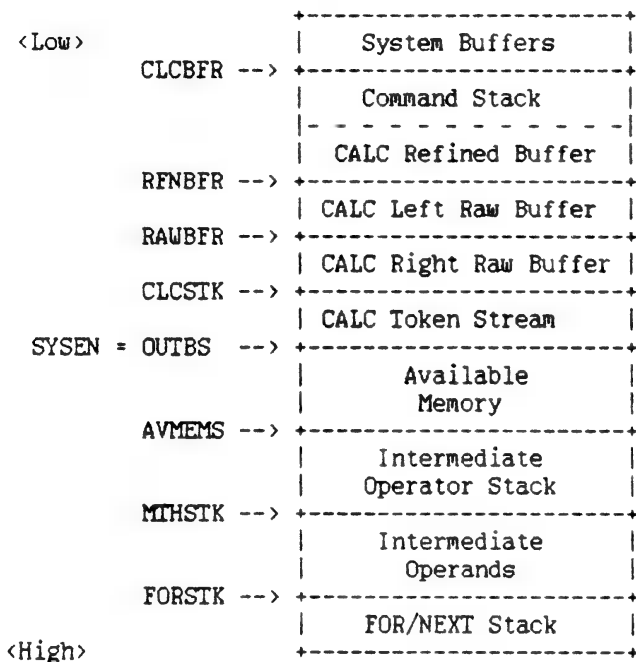 <Low>
System Buffers
CLCBFR -->
Command Stack
CALC Refined Buffer
RFNBFR -->
CALC Left Raw Buffer
RAWBFR -->
CALC Right Raw Buffer
CLCSTK -->
CALC Token Stream
SYSEN = OUTBS -->
Available
Memory
AVMEMS -->
Intermediate
Operator Stack
MTHSTK -->
Intermediate
Operands
FORSTK -->
FOR/NEXT Stack
<High>